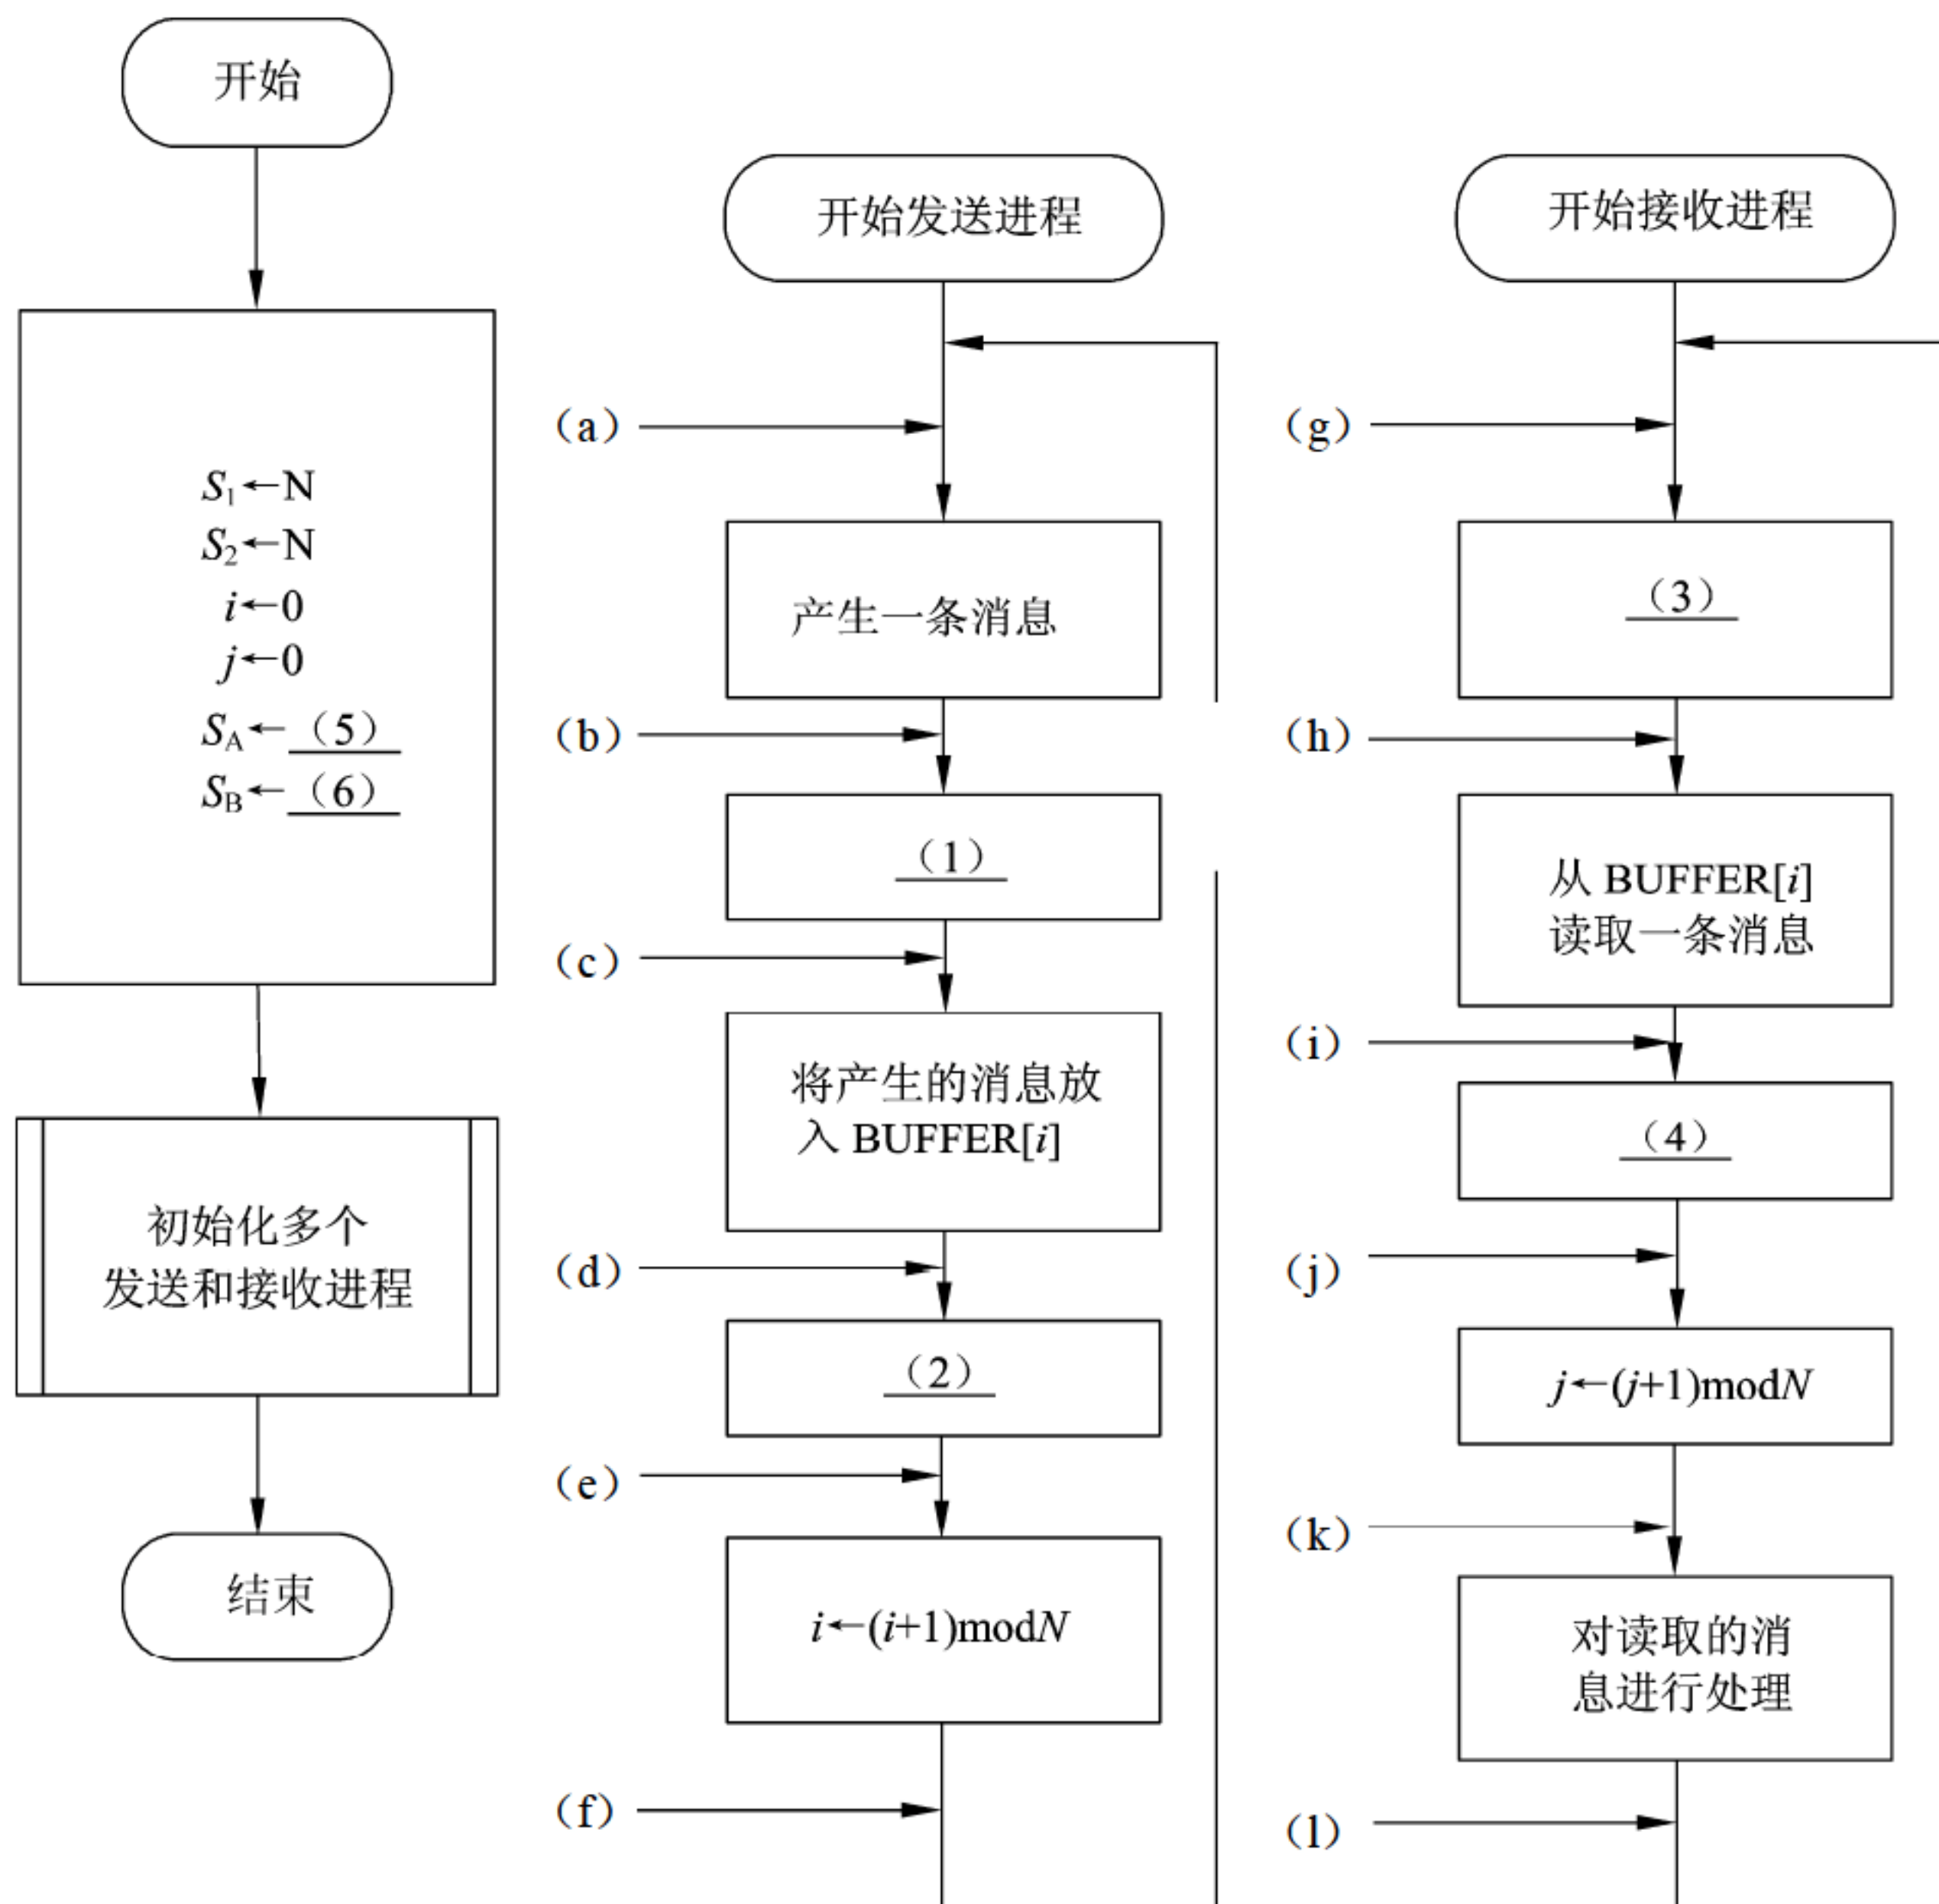 开始
S₁←N
S₂←N
i←0
j←0
S_A←（5）
S_B←（6）
初始化多个
发送和接收进程
结束
开始发送进程
（a）
产生一条消息
（b）
（1）
（c）
将产生的消息放
入 BUFFER[i]
（d）
（2）
（e）
i←(i+1)modN
（f）
开始接收进程
（g）
（3）
（h）
从 BUFFER[i]
读取一条消息
（i）
（4）
（j）
j←(j+1)modN
（k）
对读取的消
息进行处理
（l）